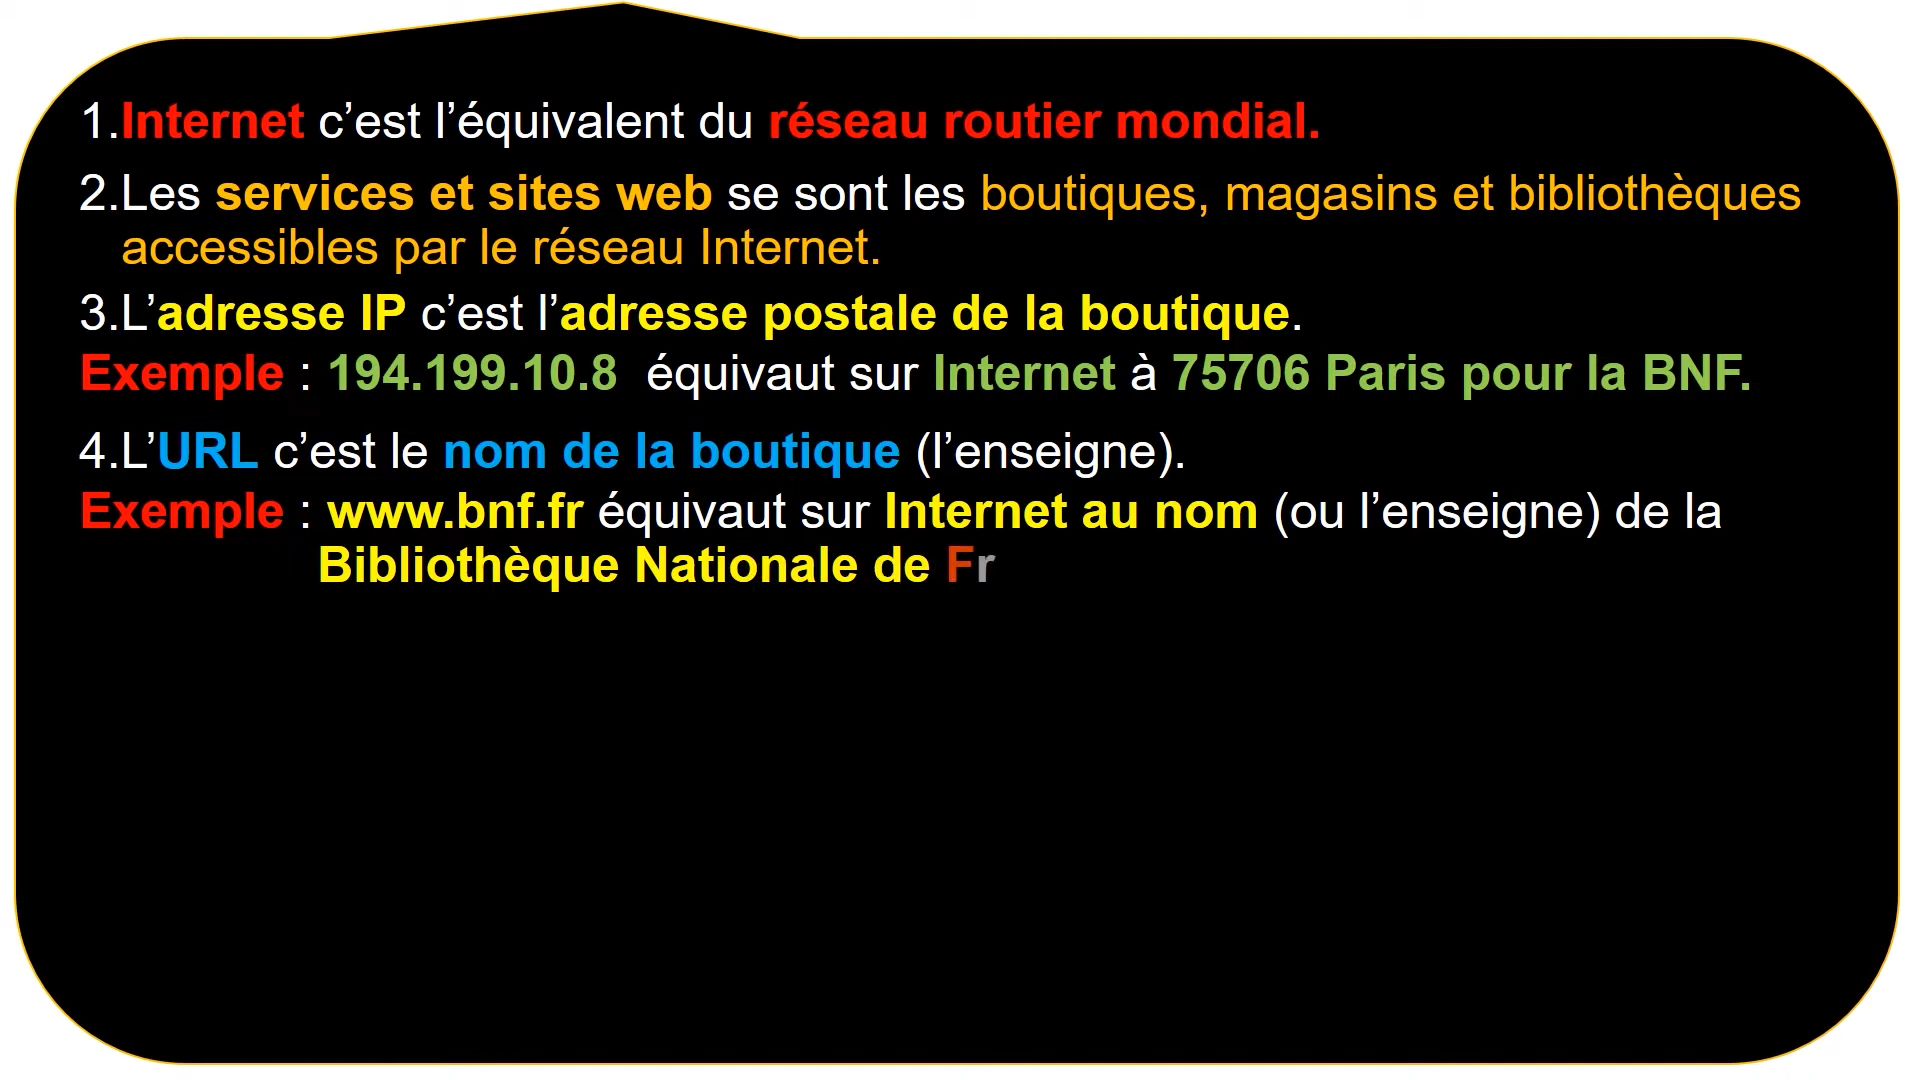 1.Internet c’est l’équivalent du réseau routier mondial.
2.Les services et sites web se sont les boutiques, magasins et bibliothèques
accessibles par le réseau Internet.
3.L’adresse IP c’est l’adresse postale de la boutique.
Exemple : 194.199.10.8 équivaut sur Internet à 75706 Paris pour la BNF.
4.L’URL c’est le nom de la boutique (l’enseigne).
Exemple : www.bnf.fr équivaut sur Internet au nom (ou l’enseigne) de la
Bibliothèque Nationale de Fr